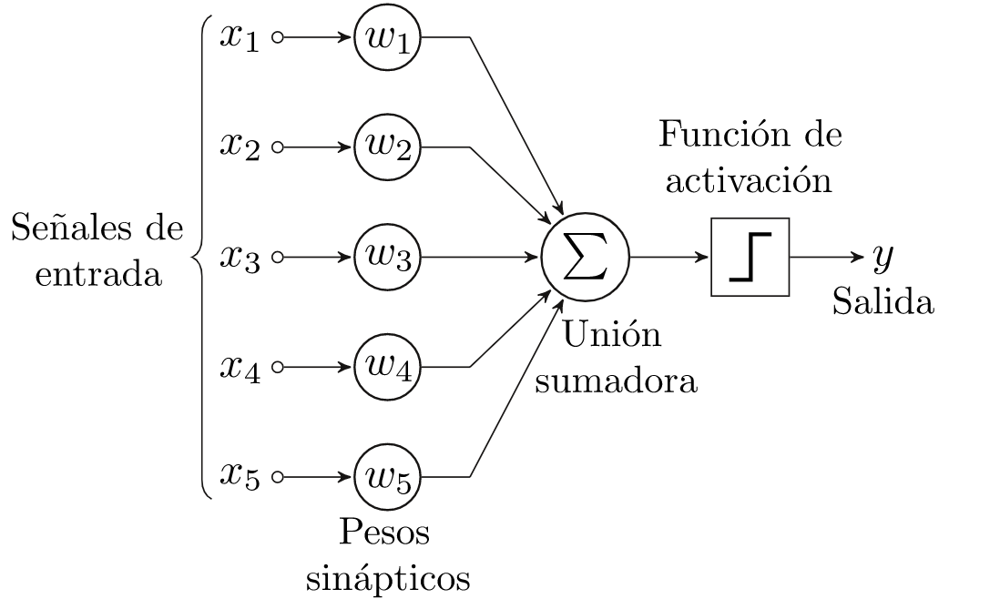 x₁
w₁
x₂
w₂
Función de
activación
Señales de
entrada
x₃
w₃
Σ
y
Salida
Unión
sumadora
x₄
w₄
x₅
w₅
Pesos
sinápticos